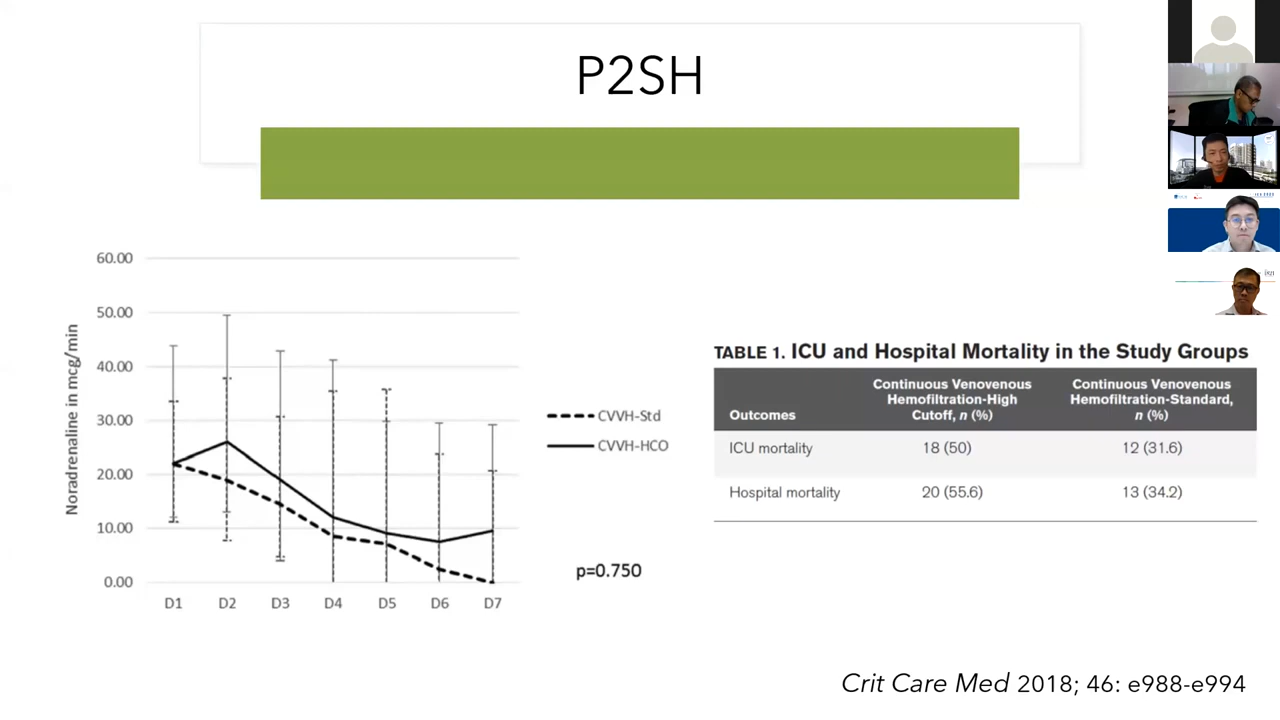 P2SH
60.00
50.00
40.00
30.00
20.00
10.00
0.00
Noradrenaline in mcg/min
D1 D2 D3 D4 D5 D6 D7
CVVH-Std
CVVH-HCO
p=0.750
TABLE 1. ICU and Hospital Mortality in the Study Groups
Outcomes
Continuous Venovenous
Hemofiltration-High
Cutoff, n (%)
Continuous Venovenous
Hemofiltration-Standard,
n (%)
ICU mortality 18 (50) 12 (31.6)
Hospital mortality 20 (55.6) 13 (34.2)
Crit Care Med 2018; 46: e988-e994